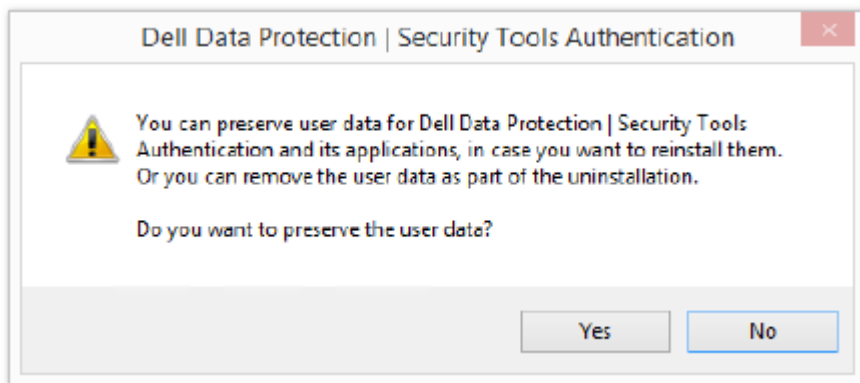 Dell Data Protection | Security Tools Authentication
You can preserve user data for Dell Data Protection | Security Tools
Authentication and its applications, in case you want to reinstall them.
Or you can remove the user data as part of the uninstallation.
Do you want to preserve the user data?
Yes
No